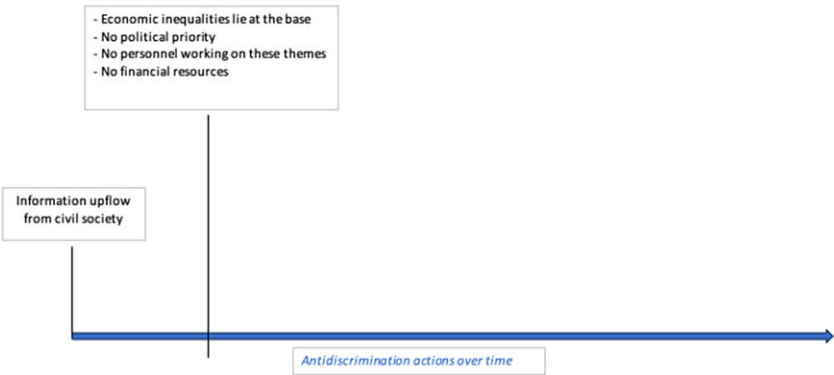 - Economic inequalities lie at the base
- No political priority
- No personnel working on these themes
- No financial resources
Information upflow
from civil society
Antidiscrimination actions over time